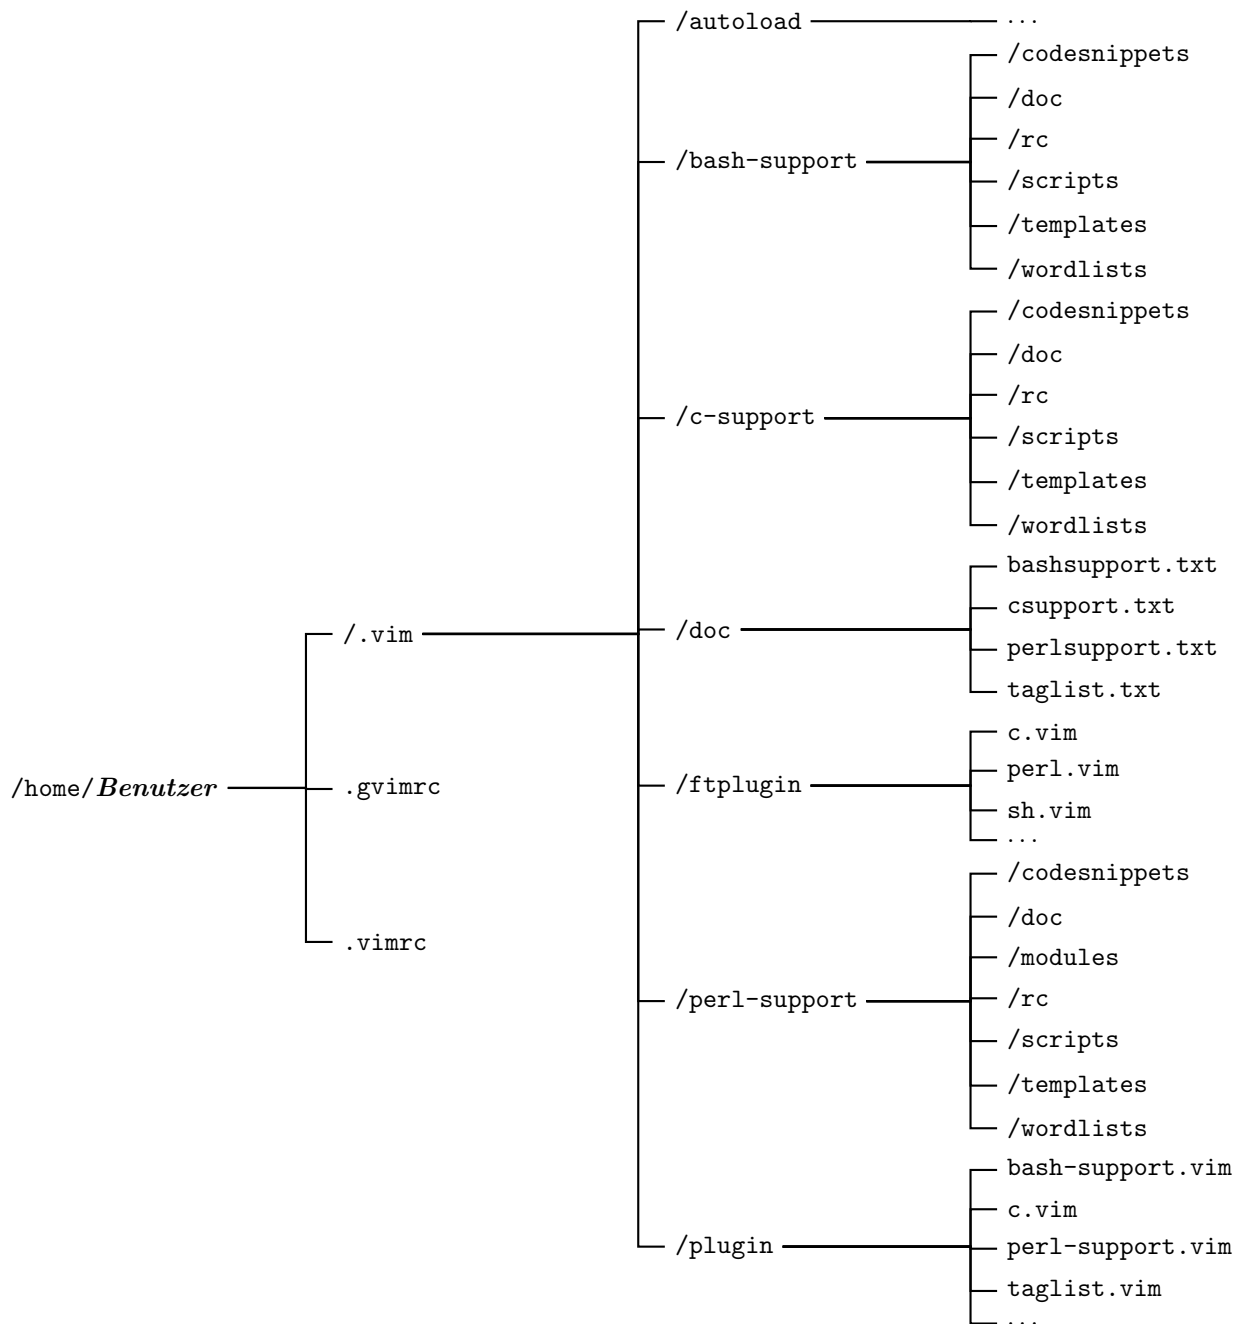 /autoload
...
/codesnippets
/doc
/rc
/bash-support
/scripts
/templates
/wordlists
/codesnippets
/doc
/rc
/c-support
/scripts
/templates
/wordlists
bashsupport.txt
csupport.txt
/.vim
/doc
perlsupport.txt
taglist.txt
c.vim
perl.vim
/home/Benutzer
.gvimrc
/ftplugin
sh.vim
...
/codesnippets
/doc
.vimrc
/modules
/perl-support
/rc
/scripts
/templates
/wordlists
bash-support.vim
c.vim
/plugin
perl-support.vim
taglist.vim
...